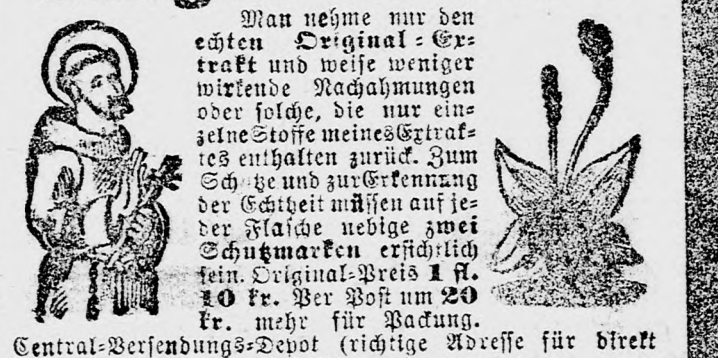 Man nehme nur den
echten Original-Ex-
trakt und weise weniger
wirkende Nachahmungen
oder solche, die nur ein-
zelne Stoffe meines Extrak-
tes enthalten zurück. Zum
Schutze und zur Erkennung
der Echtheit müssen auf je-
der Flasche nebige zwei
Schutzmarken ersichtlich
sein. Original-Preis 1 fl.
10 kr. Per Post um 20
kr. mehr für Packung.
Central-Versendungs-Depot (richtige Adresse für direkt